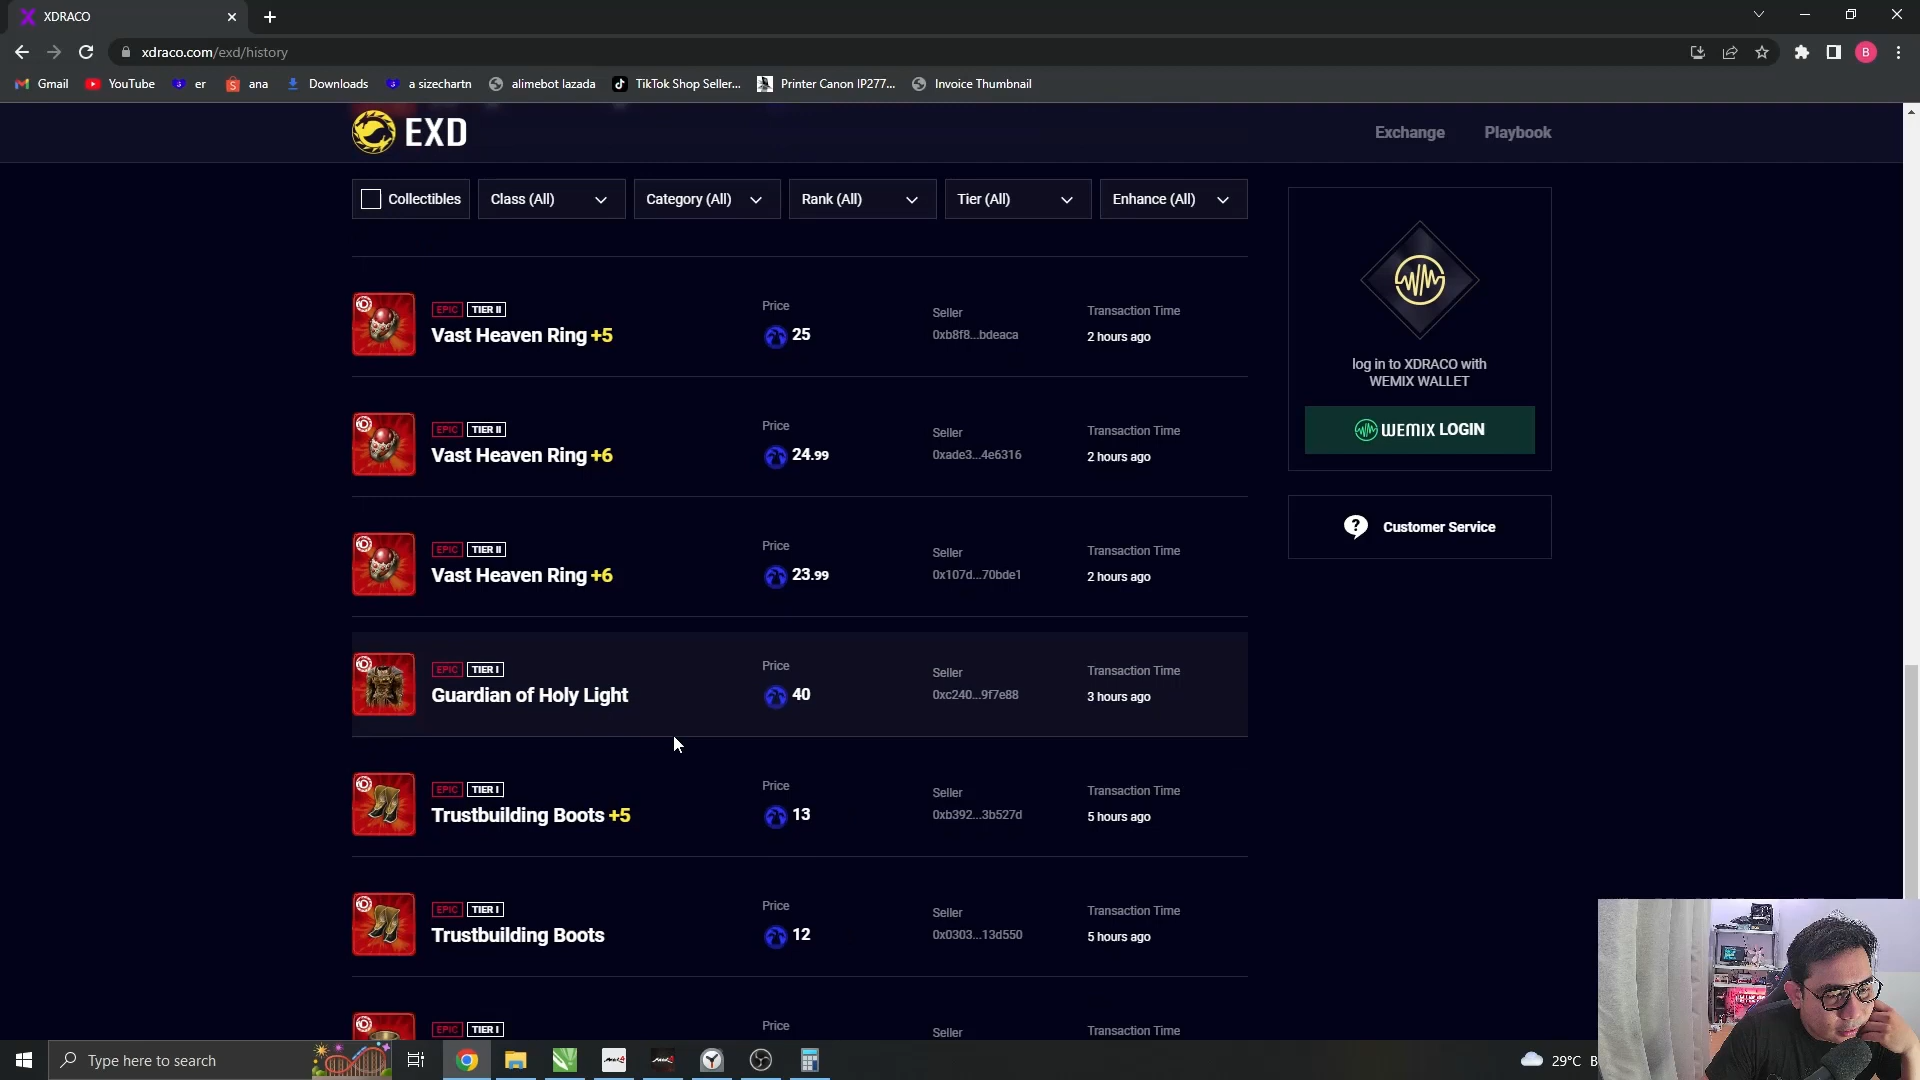 XDRACO
xdraco.com/exd/history
B
Gmail YouTube er ana Downloads a sizechartn alimebot lazada TikTok Shop Seller... Printer Canon IP277... Invoice Thumbnail
EXD
Exchange Playbook
Collectibles Class (All) Category (All) Rank (All) Tier (All) Enhance (All)
EPIC TIER II
Vast Heaven Ring +5
Price
25
Seller
0xb8f8...bdeaca
Transaction Time
2 hours ago
EPIC TIER II
Vast Heaven Ring +6
Price
24.99
Seller
0xade3...4e6316
Transaction Time
2 hours ago
EPIC TIER II
Vast Heaven Ring +6
Price
23.99
Seller
0x107d...70bde1
Transaction Time
2 hours ago
EPIC TIER I
Guardian of Holy Light
Price
40
Seller
0xc240...9f7e88
Transaction Time
3 hours ago
EPIC TIER I
Trustbuilding Boots +5
Price
13
Seller
0xb392...3b527d
Transaction Time
5 hours ago
EPIC TIER I
Trustbuilding Boots
Price
12
Seller
0x0303...13d550
Transaction Time
5 hours ago
EPIC TIER I
Price
Seller
Transaction Time
log in to XDRACO with
WEMIX WALLET
WEMIX LOGIN
Customer Service
Type here to search
29°C